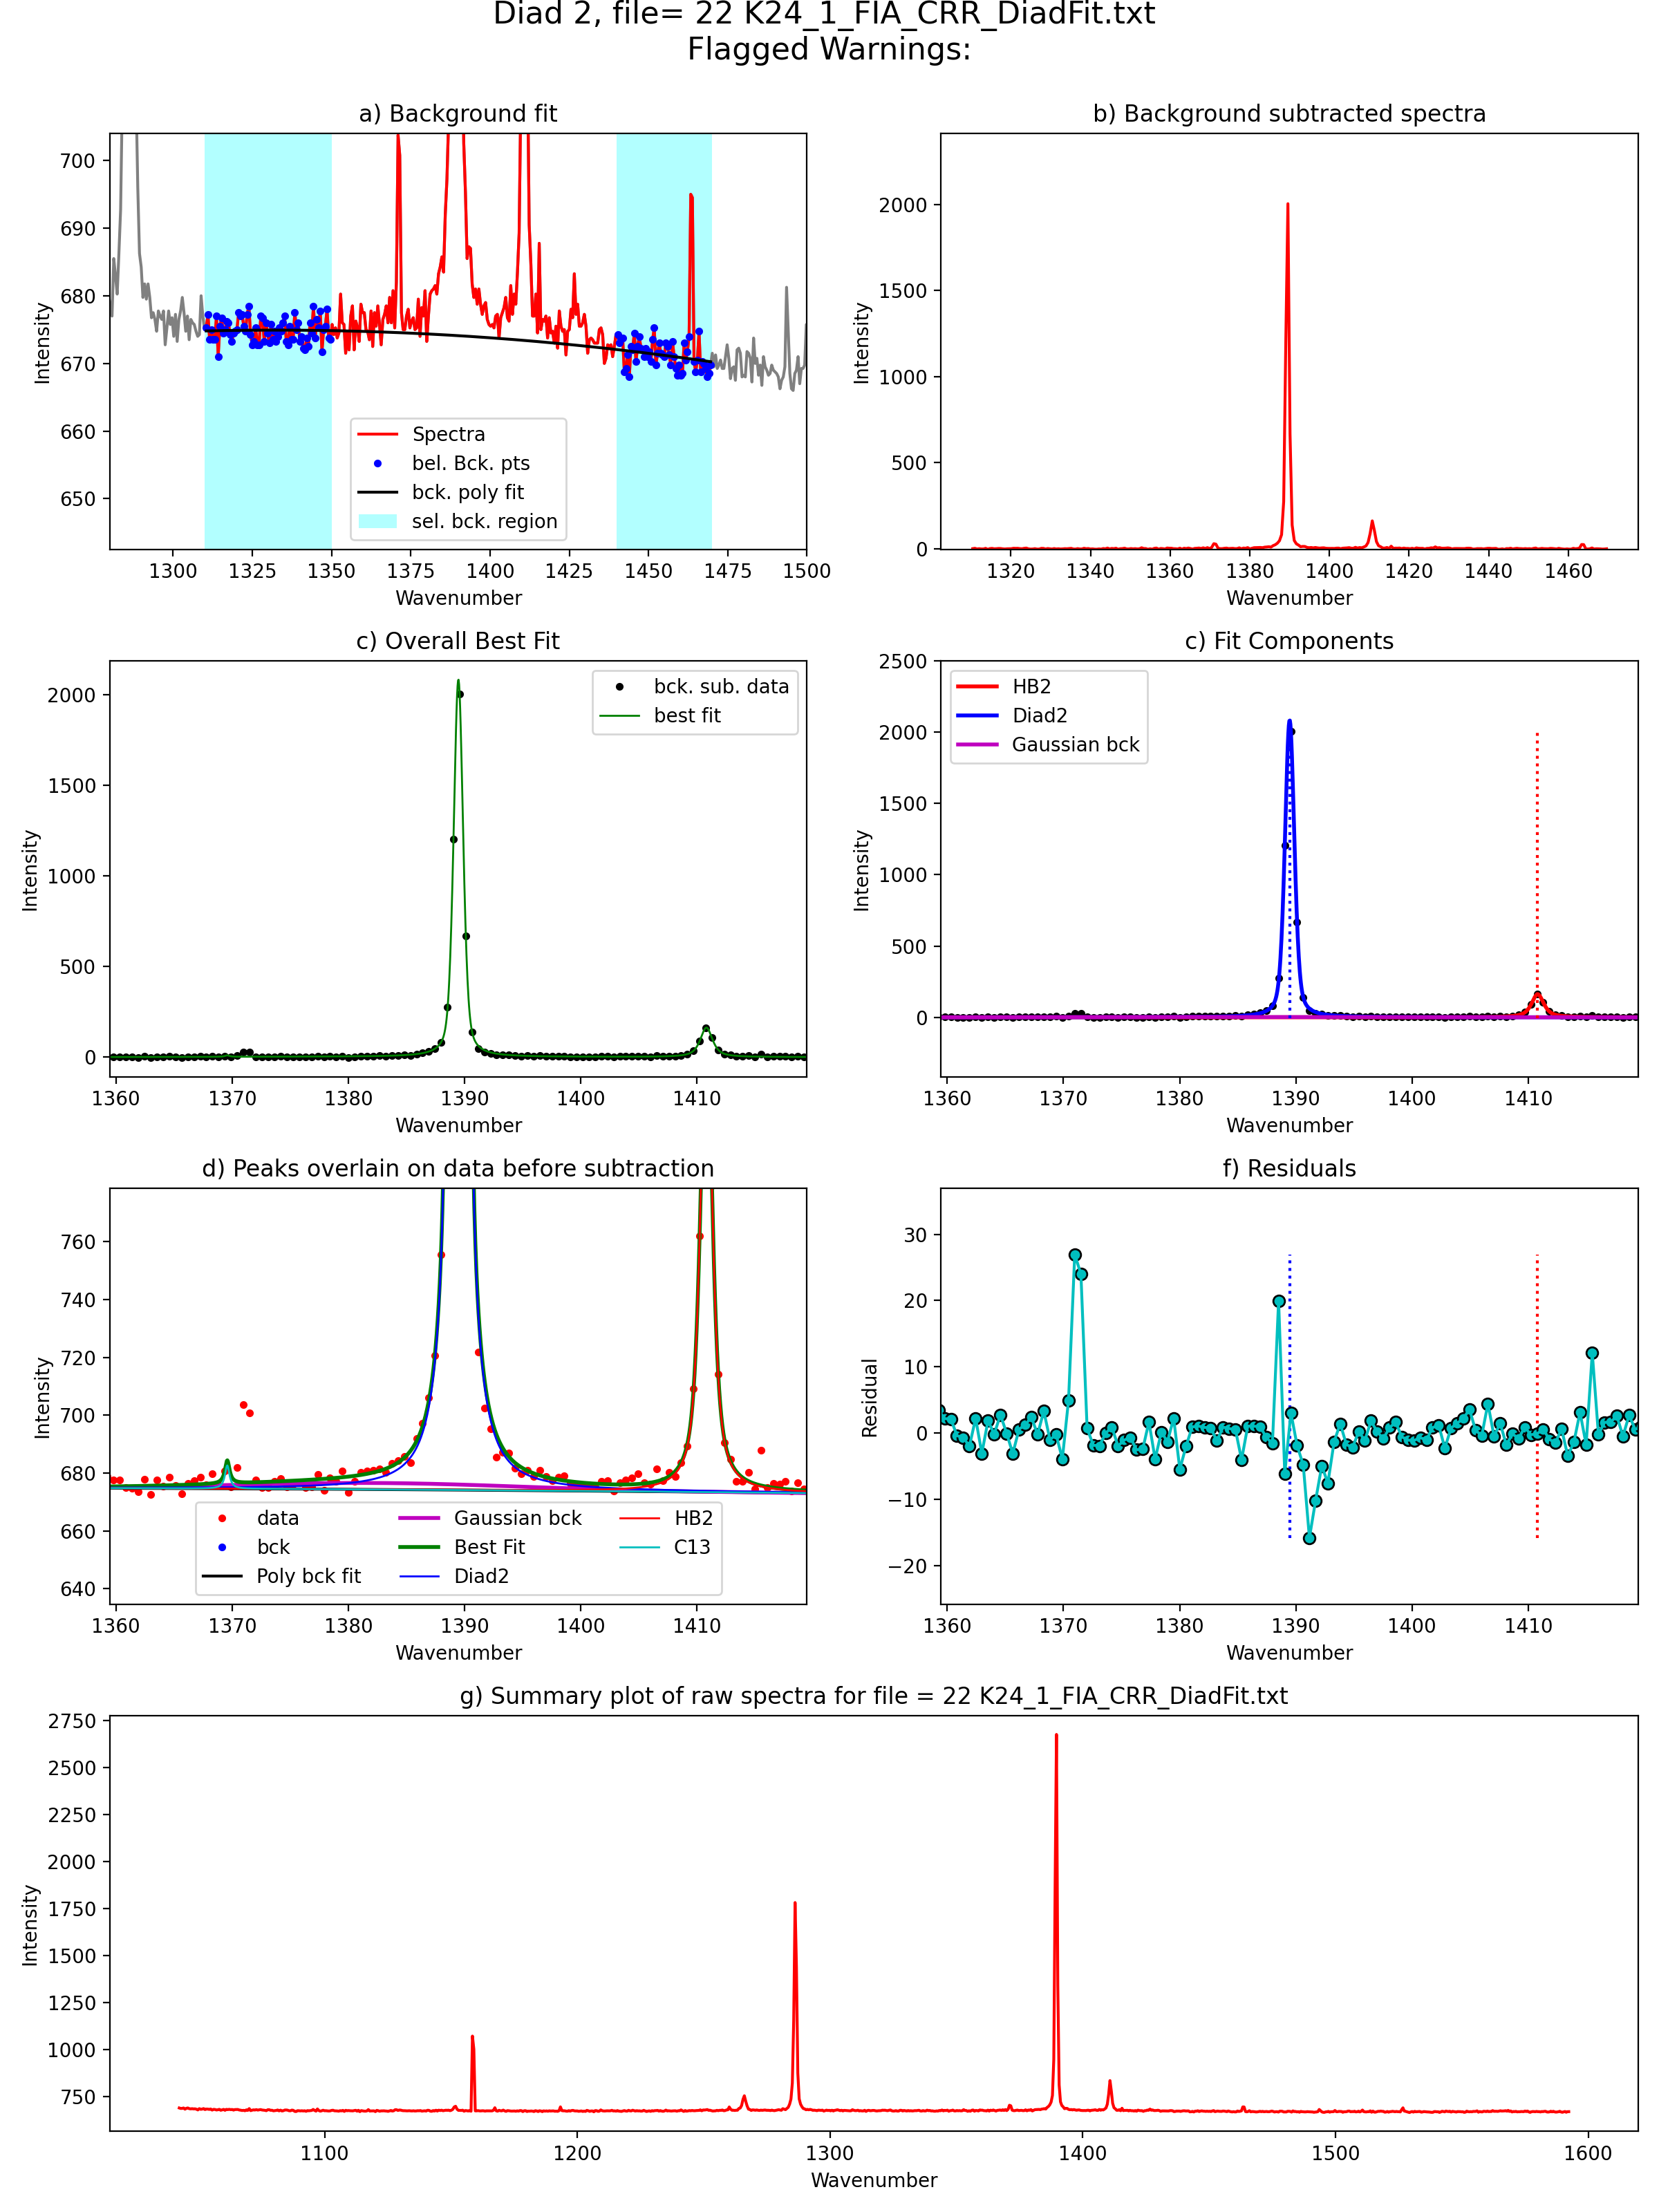 Diad 2, file= 22 K24_1_FIA_CRR_DiadFit.txt
Flagged Warnings:
a) Background fit
700
690
680
670
660
650
Intensity
Spectra
bel. Bck. pts
bck. poly fit
sel. bck. region
1300 1325 1350 1375 1400 1425 1450 1475 1500
Wavenumber
b) Background subtracted spectra
2000
1500
1000
500
0
Intensity
1320 1340 1360 1380 1400 1420 1440 1460
Wavenumber
c) Overall Best Fit
2000
1500
1000
500
0
Intensity
bck. sub. data
best fit
1360 1370 1380 1390 1400 1410
Wavenumber
c) Fit Components
2500
2000
1500
1000
500
0
Intensity
HB2
Diad2
Gaussian bck
1360 1370 1380 1390 1400 1410
Wavenumber
d) Peaks overlain on data before subtraction
760
740
720
700
680
660
640
Intensity
data
bck
Poly bck fit
Gaussian bck
Best Fit
Diad2
HB2
C13
1360 1370 1380 1390 1400 1410
Wavenumber
f) Residuals
30
20
10
0
−10
−20
Residual
1360 1370 1380 1390 1400 1410
Wavenumber
g) Summary plot of raw spectra for file = 22 K24_1_FIA_CRR_DiadFit.txt
2750
2500
2250
2000
1750
1500
1250
1000
750
Intensity
1100 1200 1300 1400 1500 1600
Wavenumber